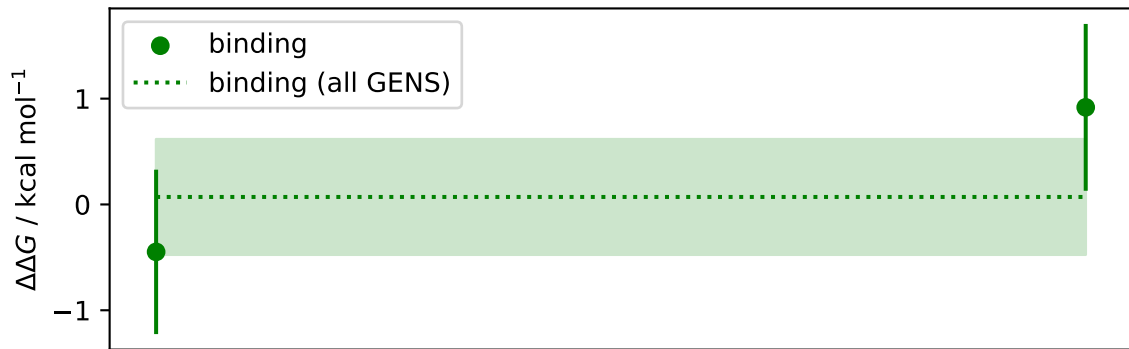 binding
binding (all GENS)
ΔΔG / kcal mol⁻¹
1
0
−1